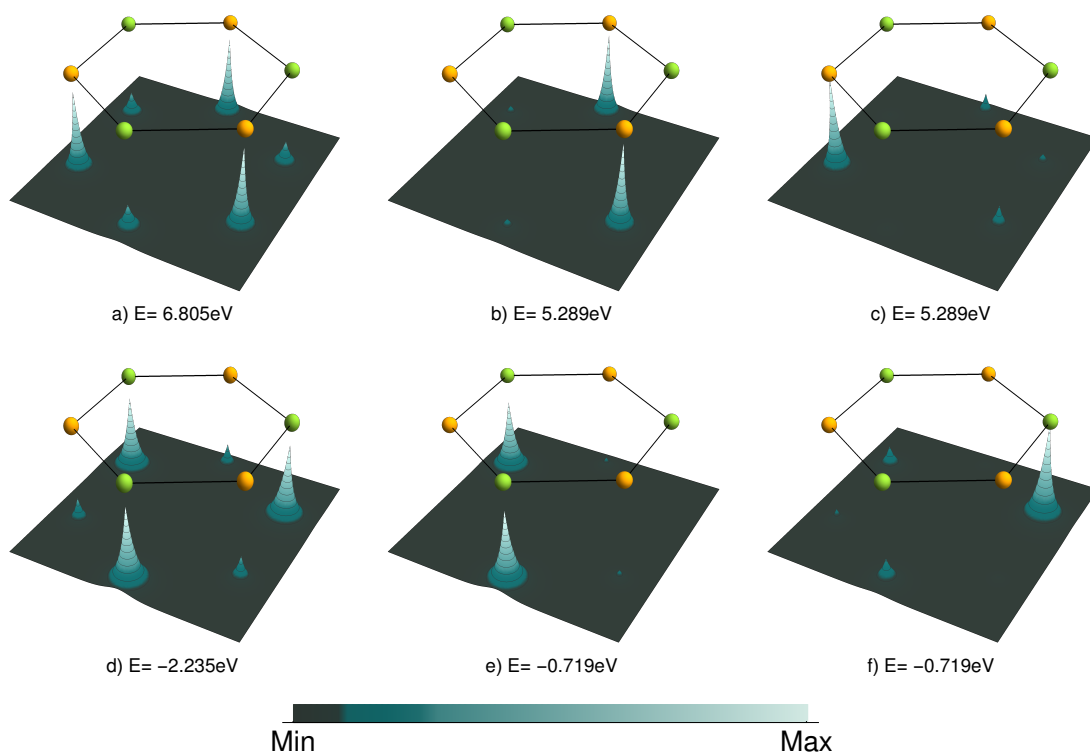 a) E= 6.805eV
b) E= 5.289eV
c) E= 5.289eV
d) E= −2.235eV
e) E= −0.719eV
f) E= −0.719eV
Min
Max